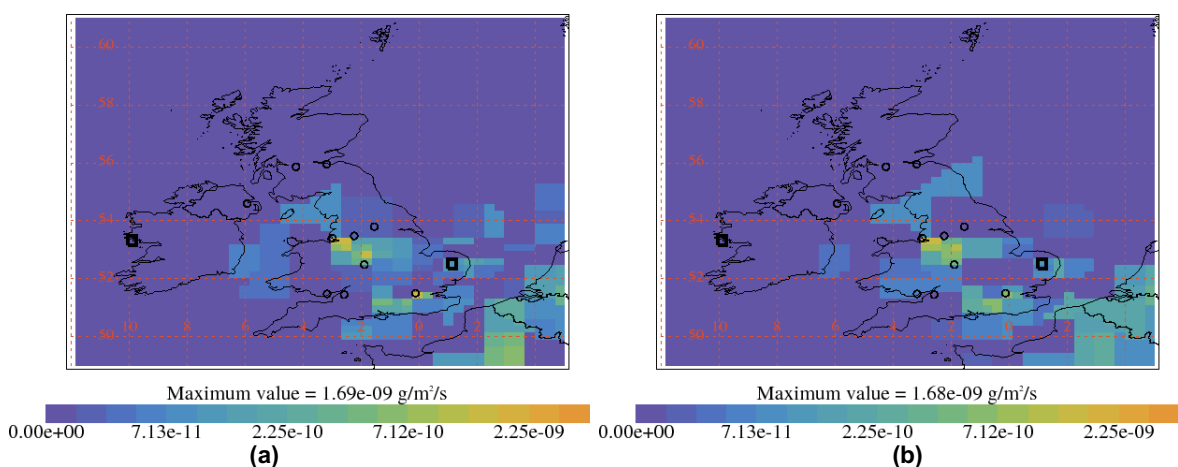 60
60
58
58
56
56
54
54
52
52
50
50
10 8 6 4 2 0 2
10 8 6 4 2 0 2
Maximum value = 1.69e-09 g/m²/s
Maximum value = 1.68e-09 g/m²/s
0.00e+00 7.13e-11 2.25e-10 7.12e-10 2.25e-09
0.00e+00 7.13e-11 2.25e-10 7.12e-10 2.25e-09
(a)
(b)